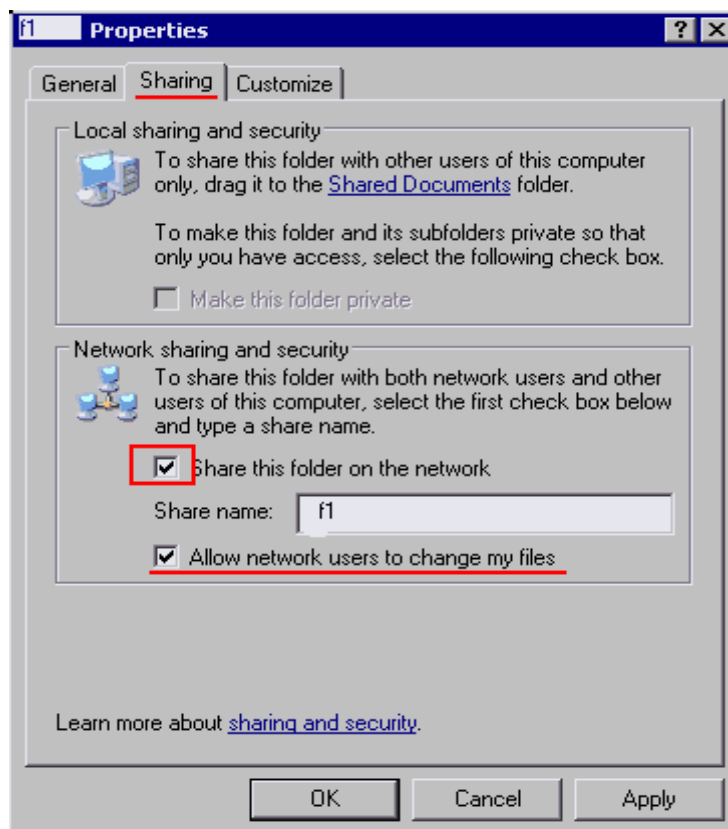 f1 Properties
General Sharing Customize
Local sharing and security
To share this folder with other users of this computer
only, drag it to the Shared Documents folder.
To make this folder and its subfolders private so that
only you have access, select the following check box.
Make this folder private
Network sharing and security
To share this folder with both network users and other
users of this computer, select the first check box below
and type a share name.
Share this folder on the network
Share name: f1
Allow network users to change my files
Learn more about sharing and security.
OK Cancel Apply